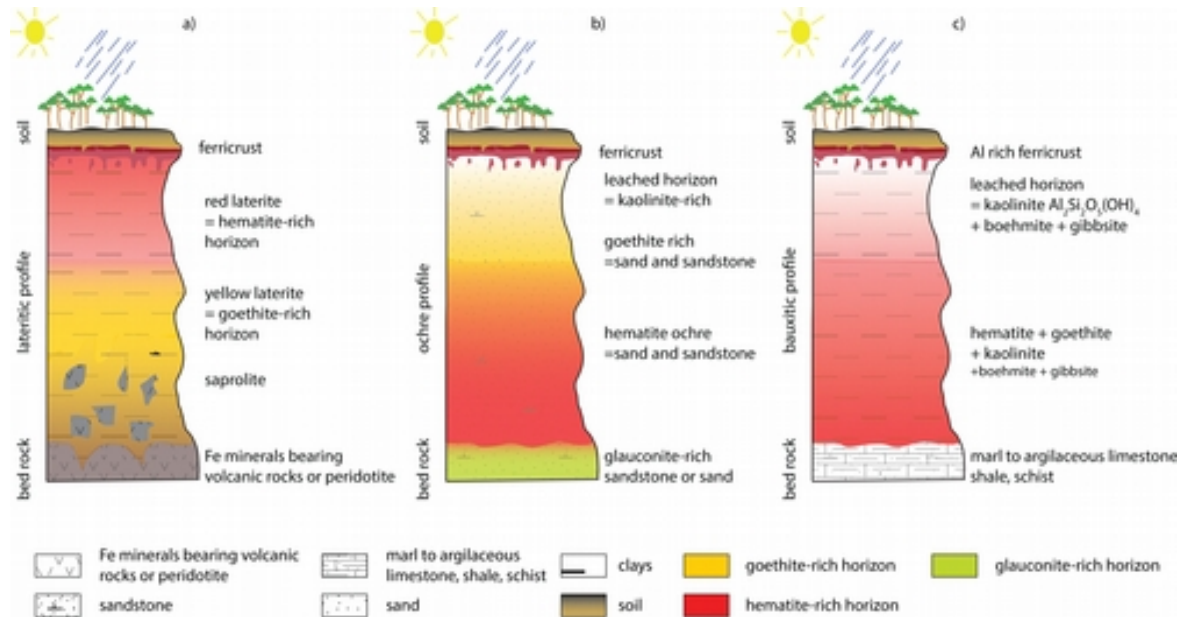 a)
soil
ferricrust
red laterite
= hematite-rich
horizon
lateritic profile
yellow laterite
= goethite-rich
horizon
saprolite
bed rock
Fe minerals bearing
volcanic rocks or peridotite
b)
soil
ferricrust
leached horizon
= kaolinite-rich
goethite rich
=sand and sandstone
ochre profile
hematite ochre
=sand and sandstone
bed rock
glauconite-rich
sandstone or sand
c)
soil
Al rich ferricrust
leached horizon
= kaolinite Al₂Si₂O₅(OH)₄
+ boehmite + gibbsite
bauxitic profile
hematite + goethite
+ kaolinite
+boehmite + gibbsite
bed rock
marl to argilaceous limestone
shale, schist
Fe minerals bearing volcanic
rocks or peridotite
marl to argilaceous
limestone, shale, schist
clays
goethite-rich horizon
glauconite-rich horizon
sandstone
sand
soil
hematite-rich horizon